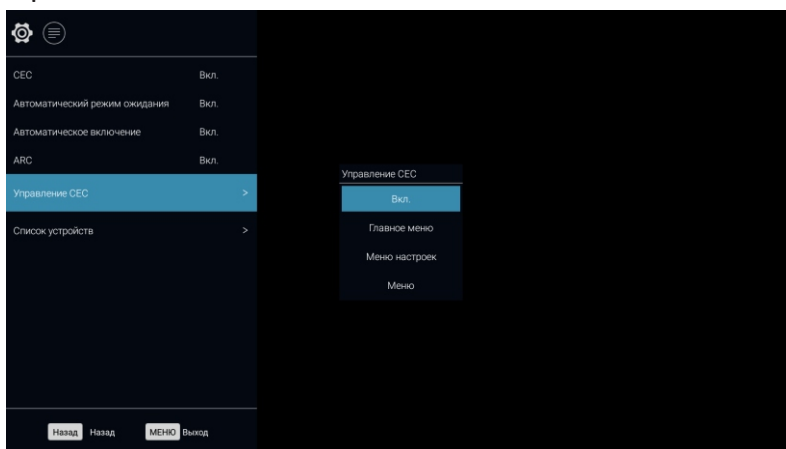 CEC Вкл.
Автоматический режим ожидания Вкл.
Автоматическое включение Вкл.
ARC Вкл.
Управление CEC >
Список устройств >
Управление CEC
Вкл.
Главное меню
Меню настроек
Меню
Назад Назад МЕНЮ Выход